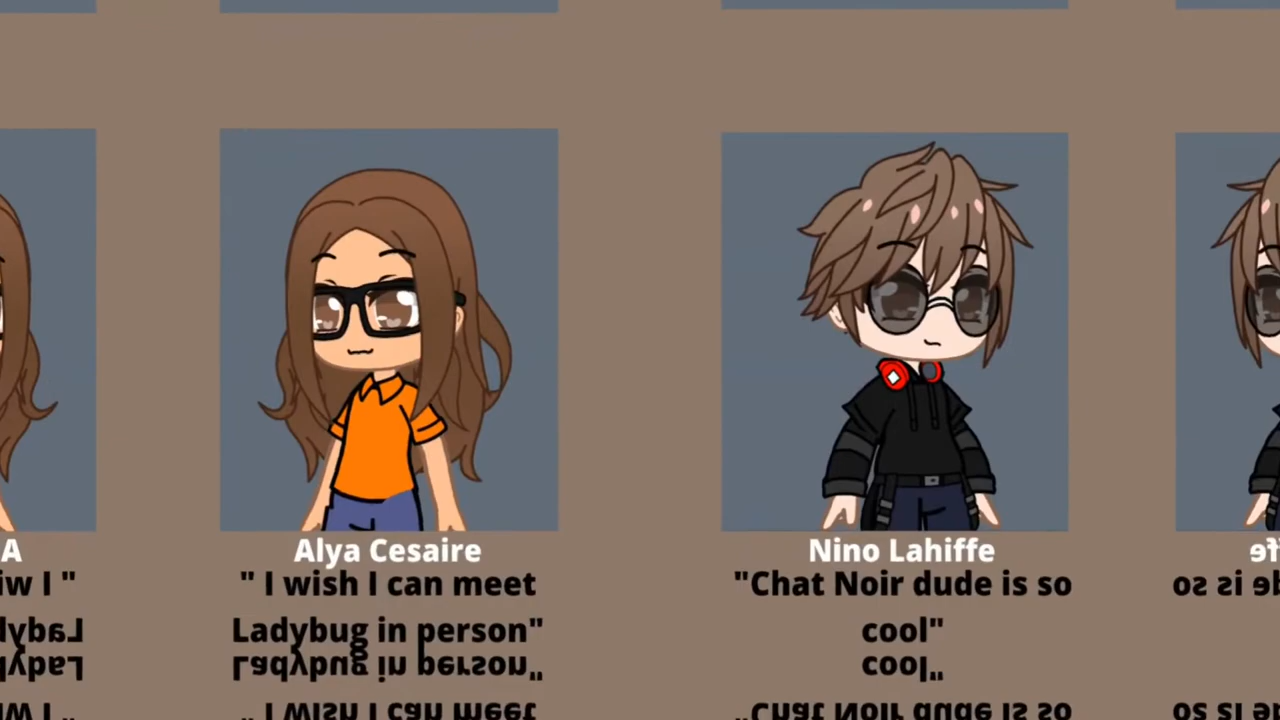 Alya Cesaire
" I wish I can meet
Ladybug in person"
Nino Lahiffe
"Chat Noir dude is so
cool"